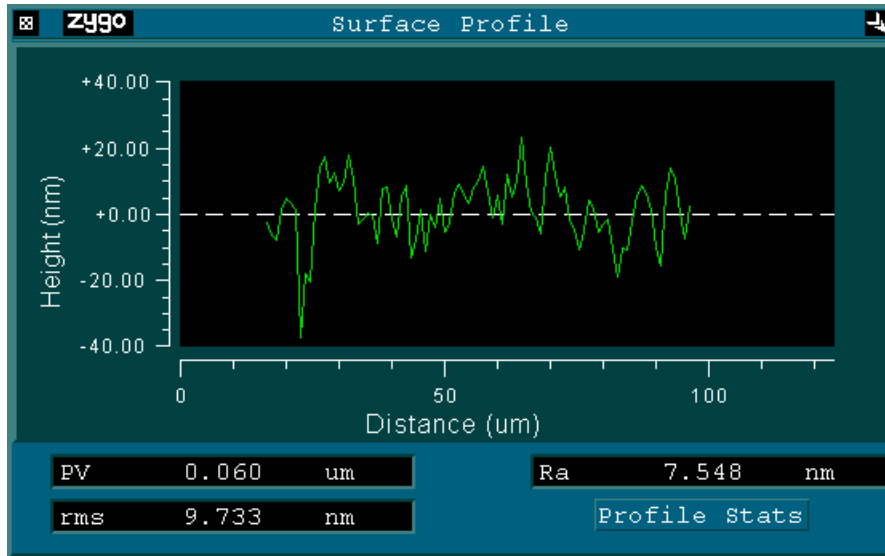 zygo Surface Profile
+40.00
+20.00
+0.00
-20.00
-40.00
Height (nm)
0 50 100
Distance (um)
PV 0.060 um Ra 7.548 nm
rms 9.733 nm Profile Stats